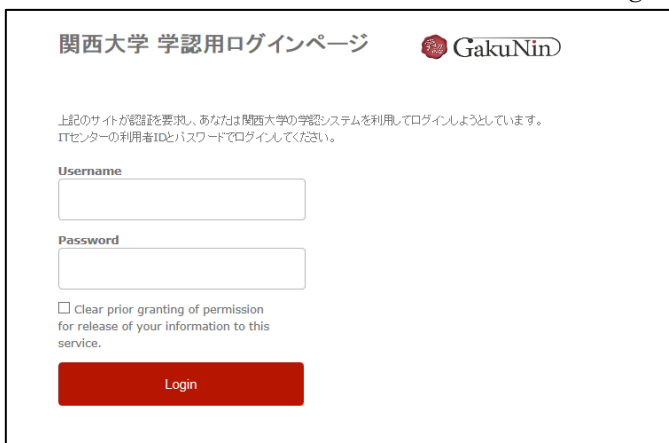 関西大学 学認用ログインページ GakuNin
上記のサイトが認証を要求し、あなたは関西大学の学認システムを利用してログインしようとしています。
ITセンターの利用者IDとパスワードでログインしてください。
Username
Password
Clear prior granting of permission
for release of your information to this
service.
Login